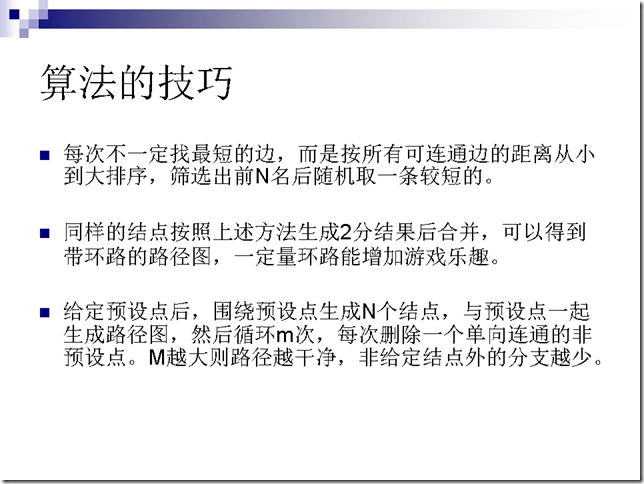 算法的技巧
每次不一定找最短的边，而是按所有可连通边的距离从小
到大排序，筛选出前N名后随机取一条较短的。
同样的结点按照上述方法生成2分结果后合并，可以得到
带环路的路径图，一定量环路能增加游戏乐趣。
给定预设点后，围绕预设点生成N个结点，与预设点一起
生成路径图，然后循环m次，每次删除一个单向连通的非
预设点。M越大则路径越干净，非给定结点外的分支越少。